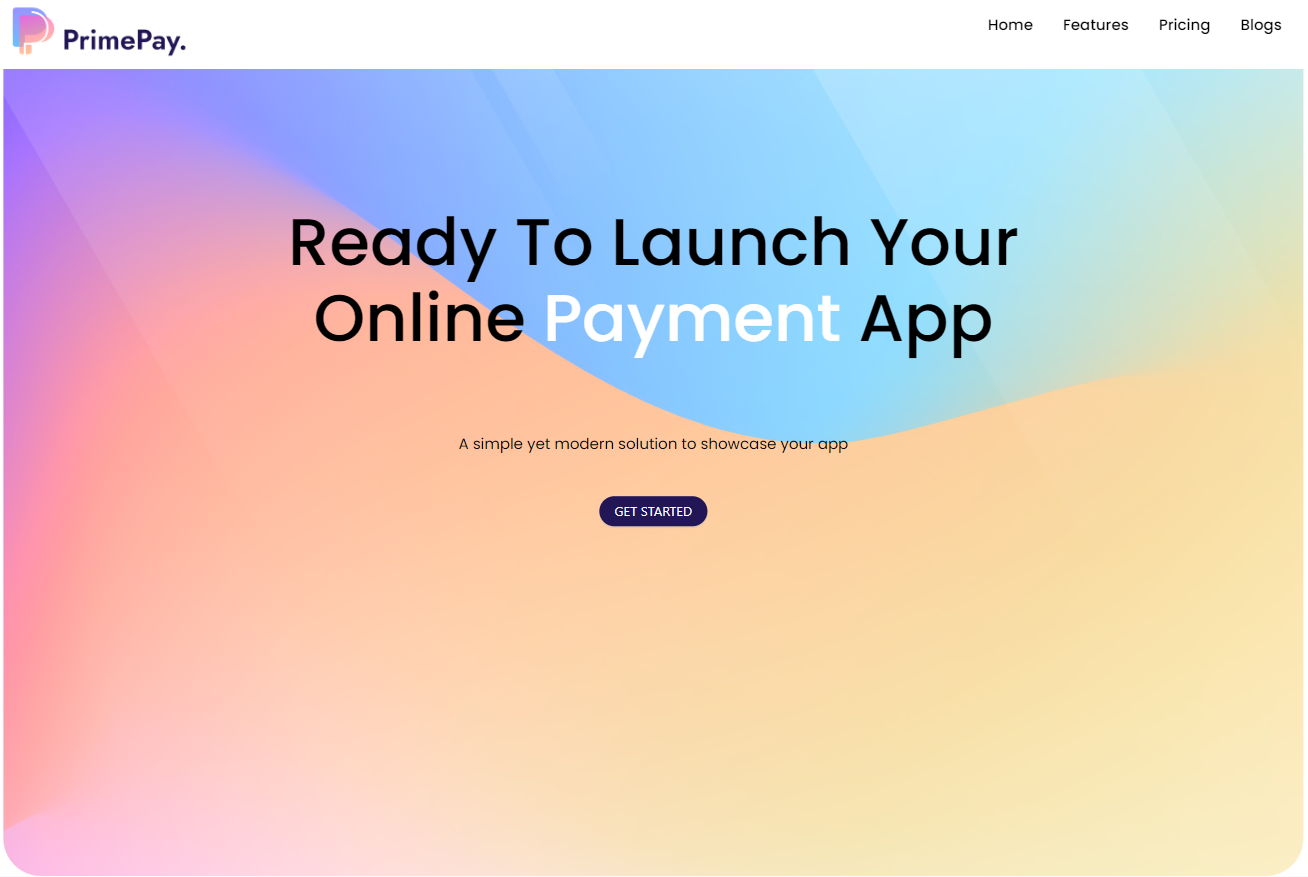 PrimePay.
Home Features Pricing Blogs
Ready To Launch Your
Online Payment App
A simple yet modern solution to showcase your app
GET STARTED